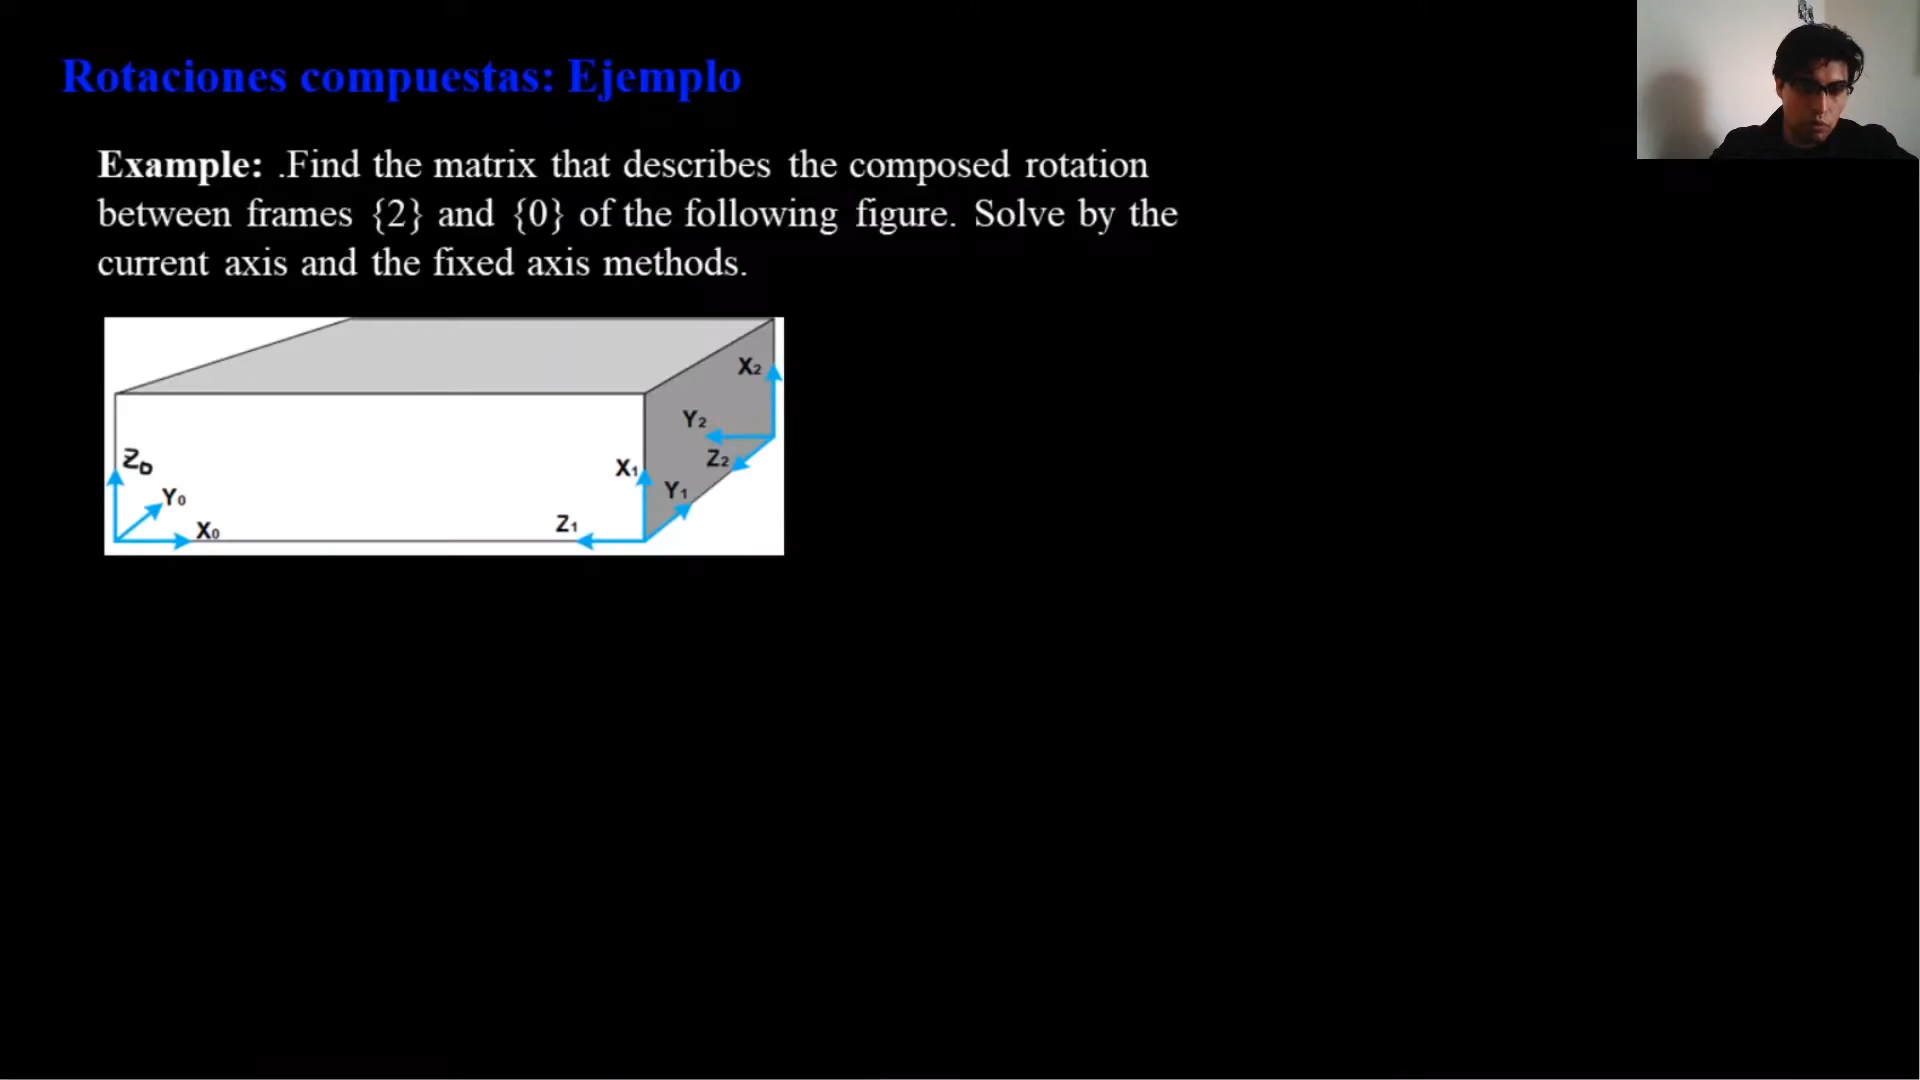 Rotaciones compuestas: Ejemplo
Example: .Find the matrix that describes the composed rotation
between frames {2} and {0} of the following figure. Solve by the
current axis and the fixed axis methods.
X2
Y2
Z2
Z0
X1
Y1
Y0
Z1
X0